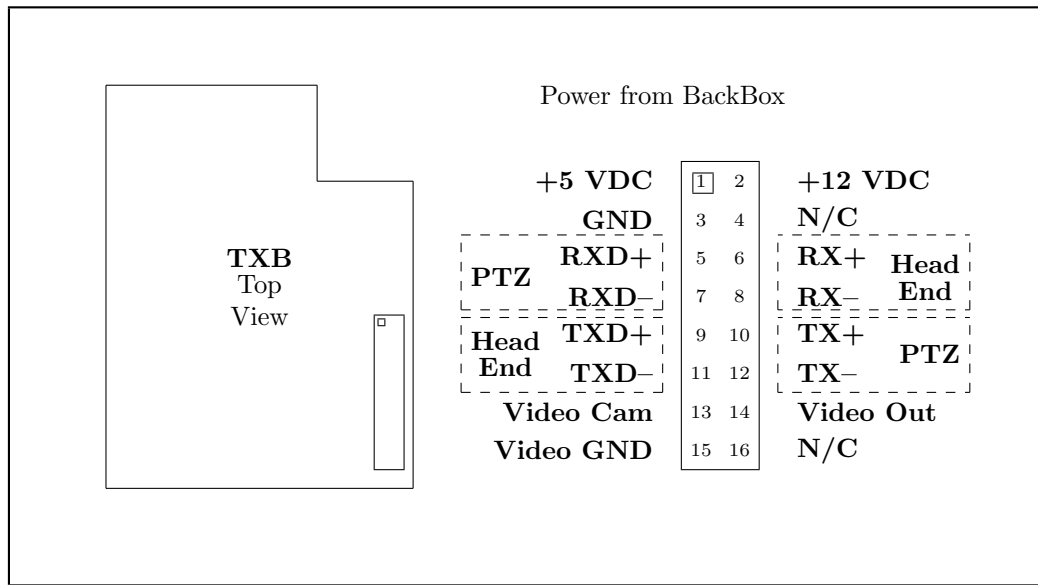 Power from BackBox
TXB
Top
View
+5 VDC 1 2 +12 VDC
GND 3 4 N/C
PTZ RXD+ 5 6 RX+ Head End
RXD– 7 8 RX–
Head End TXD+ 9 10 TX+ PTZ
TXD– 11 12 TX–
Video Cam 13 14 Video Out
Video GND 15 16 N/C